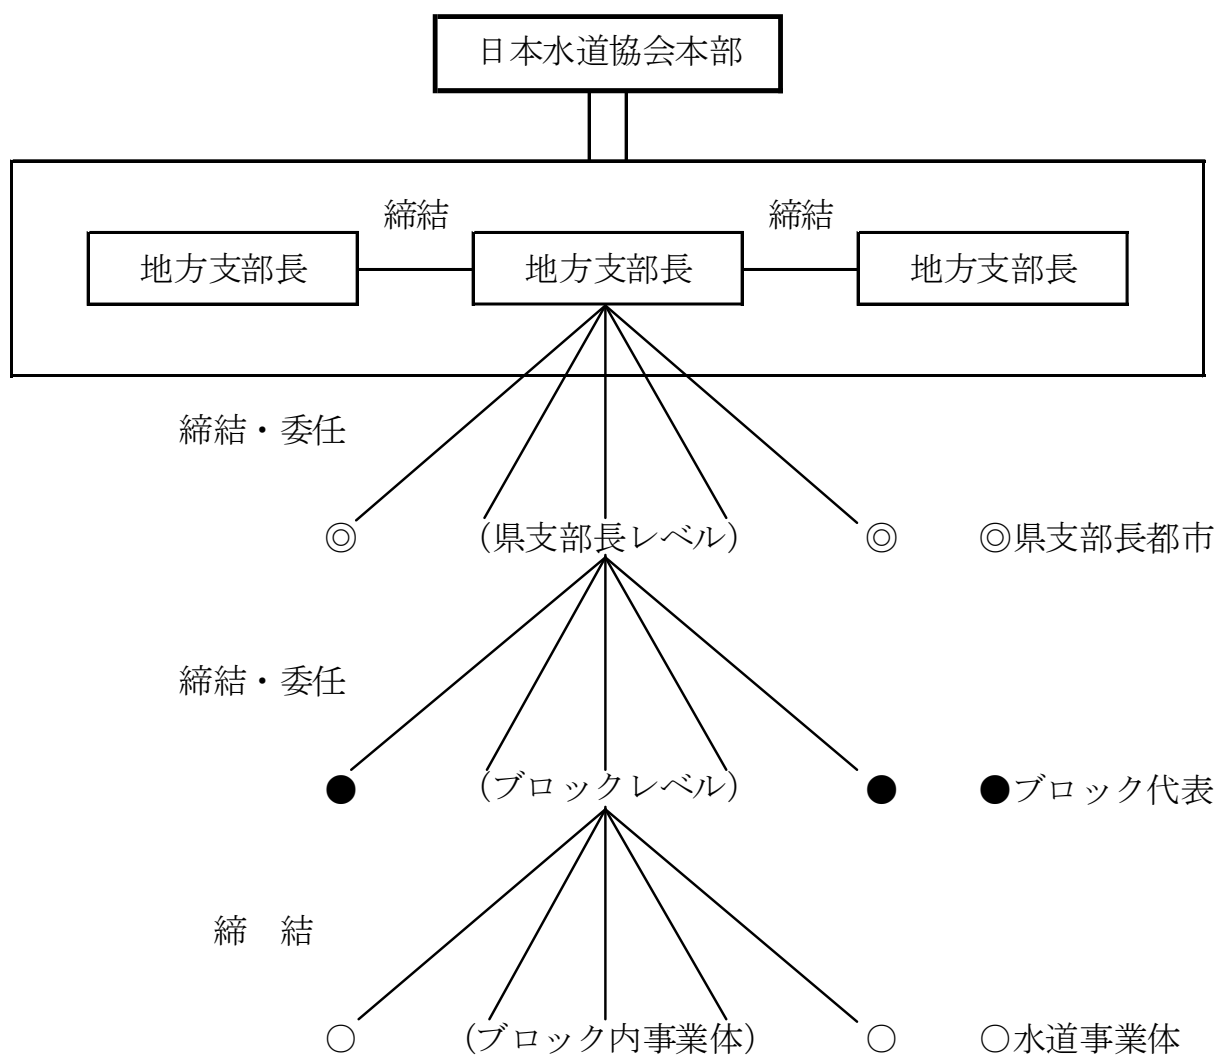 日本水道協会本部
締結 締結
地方支部長 地方支部長 地方支部長
締結・委任
◎ (県支部長レベル) ◎ ◎県支部長都市
締結・委任
● (ブロックレベル) ● ●ブロック代表
締 結
○ (ブロック内事業体) ○ ○水道事業体